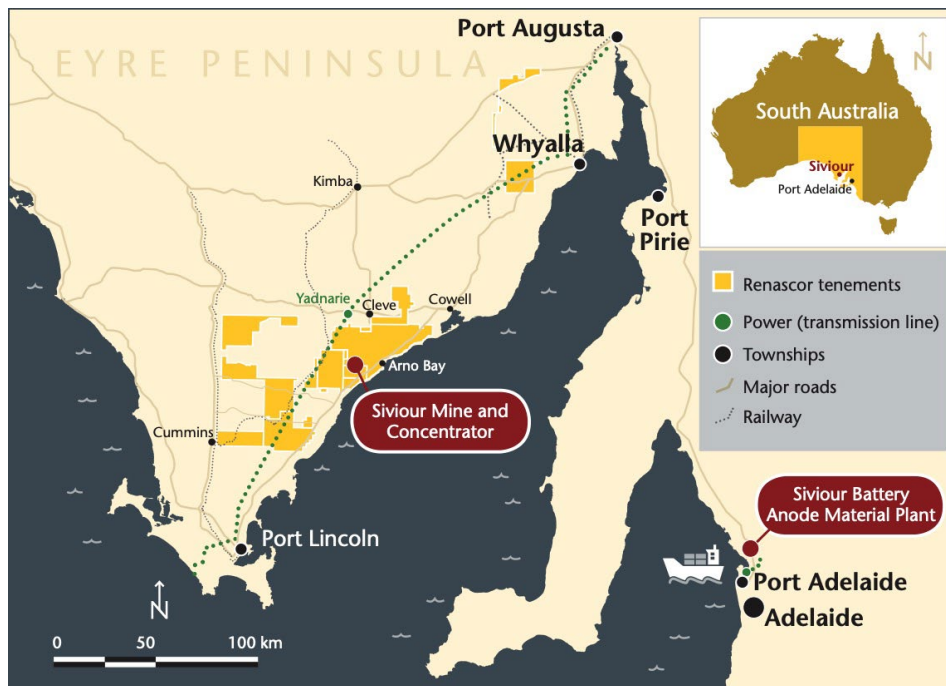 Port Augusta
EYRE PENINSULA
N
South Australia
Siviour
Port Adelaide
Whyalla
Kimba
Port
Pirie
Renascor tenements
Yadnarie
Cleve
Cowell
Power (transmission line)
Townships
Arno Bay
Major roads
Siviour Mine and
Concentrator
Railway
Cummins
Siviour Battery
Anode Material Plant
Port Lincoln
Port Adelaide
Adelaide
N
0 50 100 km